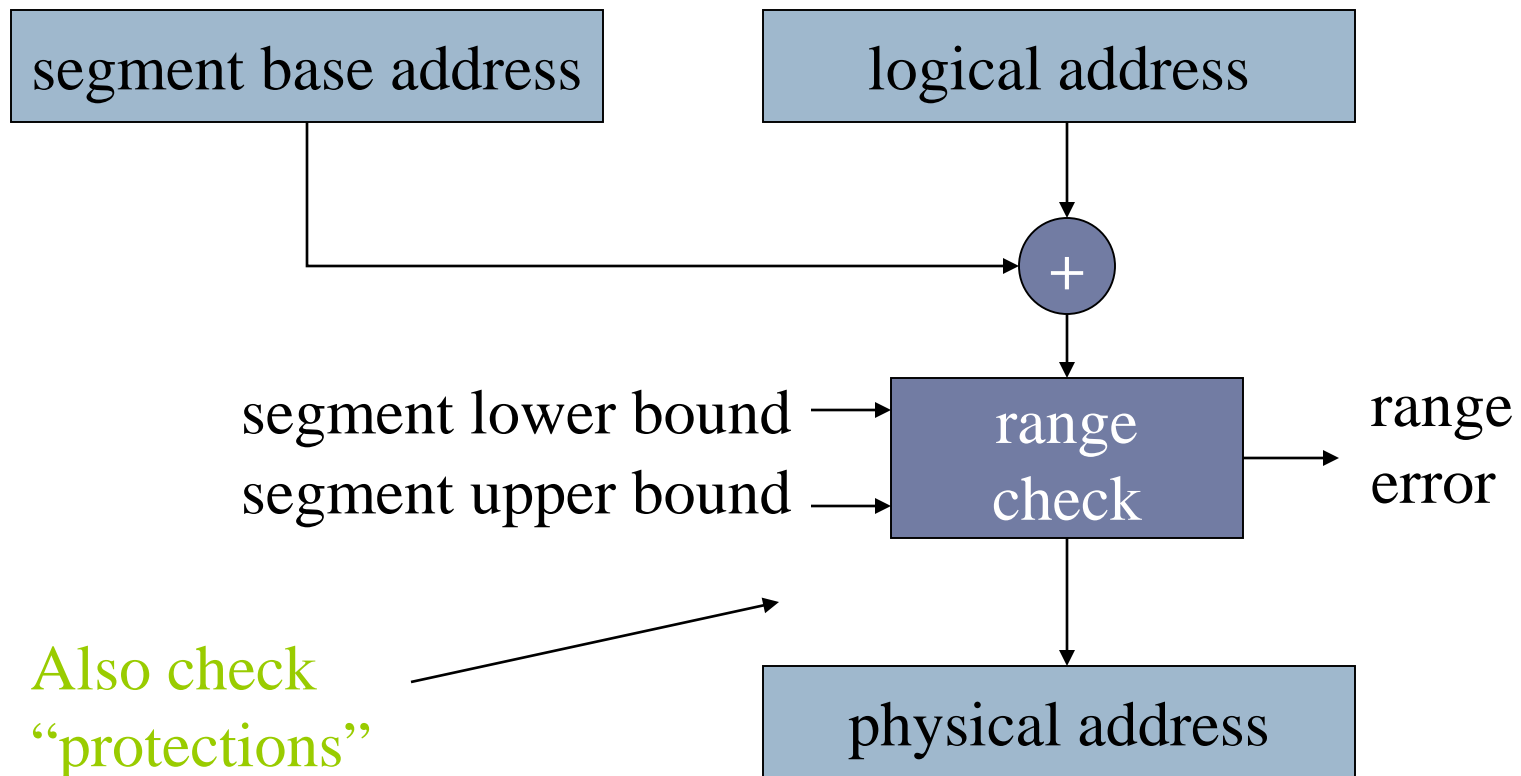 segment base address
logical address
+
segment lower bound
segment upper bound
range
check
range
error
Also check
“protections”
physical address